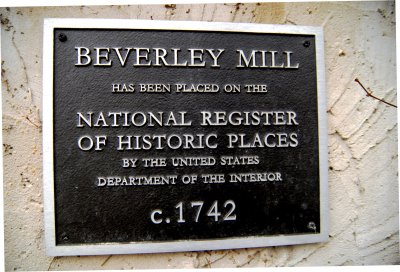 BEVERLEY MILL
HAS BEEN PLACED ON THE
NATIONAL REGISTER
OF HISTORIC PLACES
BY THE UNITED STATES
DEPARTMENT OF THE INTERIOR
c.1742